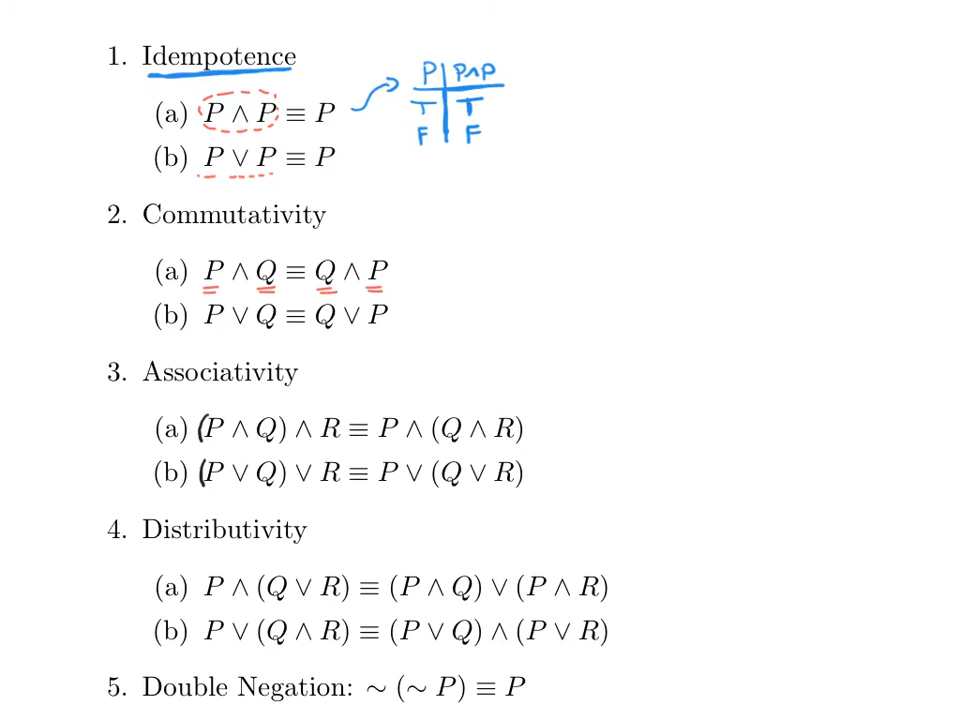 1. Idempotence
(a) P ∧ P ≡ P
(b) P ∨ P ≡ P
P P∧P
T T
F F
2. Commutativity
(a) P ∧ Q ≡ Q ∧ P
(b) P ∨ Q ≡ Q ∨ P
3. Associativity
(a) (P ∧ Q) ∧ R ≡ P ∧ (Q ∧ R)
(b) (P ∨ Q) ∨ R ≡ P ∨ (Q ∨ R)
4. Distributivity
(a) P ∧ (Q ∨ R) ≡ (P ∧ Q) ∨ (P ∧ R)
(b) P ∨ (Q ∧ R) ≡ (P ∨ Q) ∧ (P ∨ R)
5. Double Negation: ∼ (∼ P) ≡ P